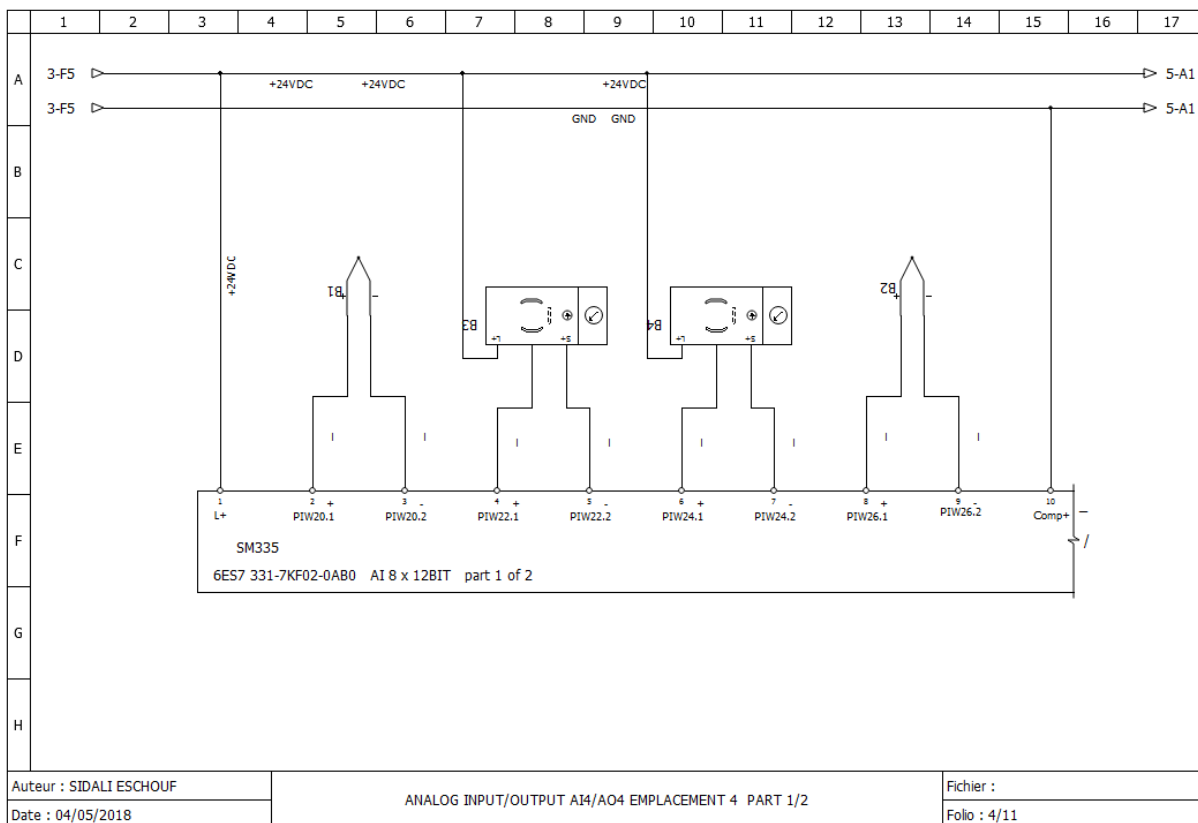 1 2 3 4 5 6 7 8 9 10 11 12 13 14 15 16 17
A
3-F5
5-A1
+24VDC +24VDC +24VDC
3-F5
5-A1
GND GND
B
C
+24VDC
B1
+ -
B2
+ -
D
B3
L+ S+
B4
L+ S+
E
F
1 2 + 3 - 4 + 5 - 6 + 7 - 8 + 9 - 10
L+ PIW20.1 PIW20.2 PIW22.1 PIW22.2 PIW24.1 PIW24.2 PIW26.1 PIW26.2 Comp+
SM335
6ES7 331-7KF02-0AB0 AI 8 x 12BIT part 1 of 2
G
H
Auteur : SIDALI ESCHOUF
Date : 04/05/2018
ANALOG INPUT/OUTPUT AI4/AO4 EMPLACEMENT 4 PART 1/2
Fichier :
Folio : 4/11